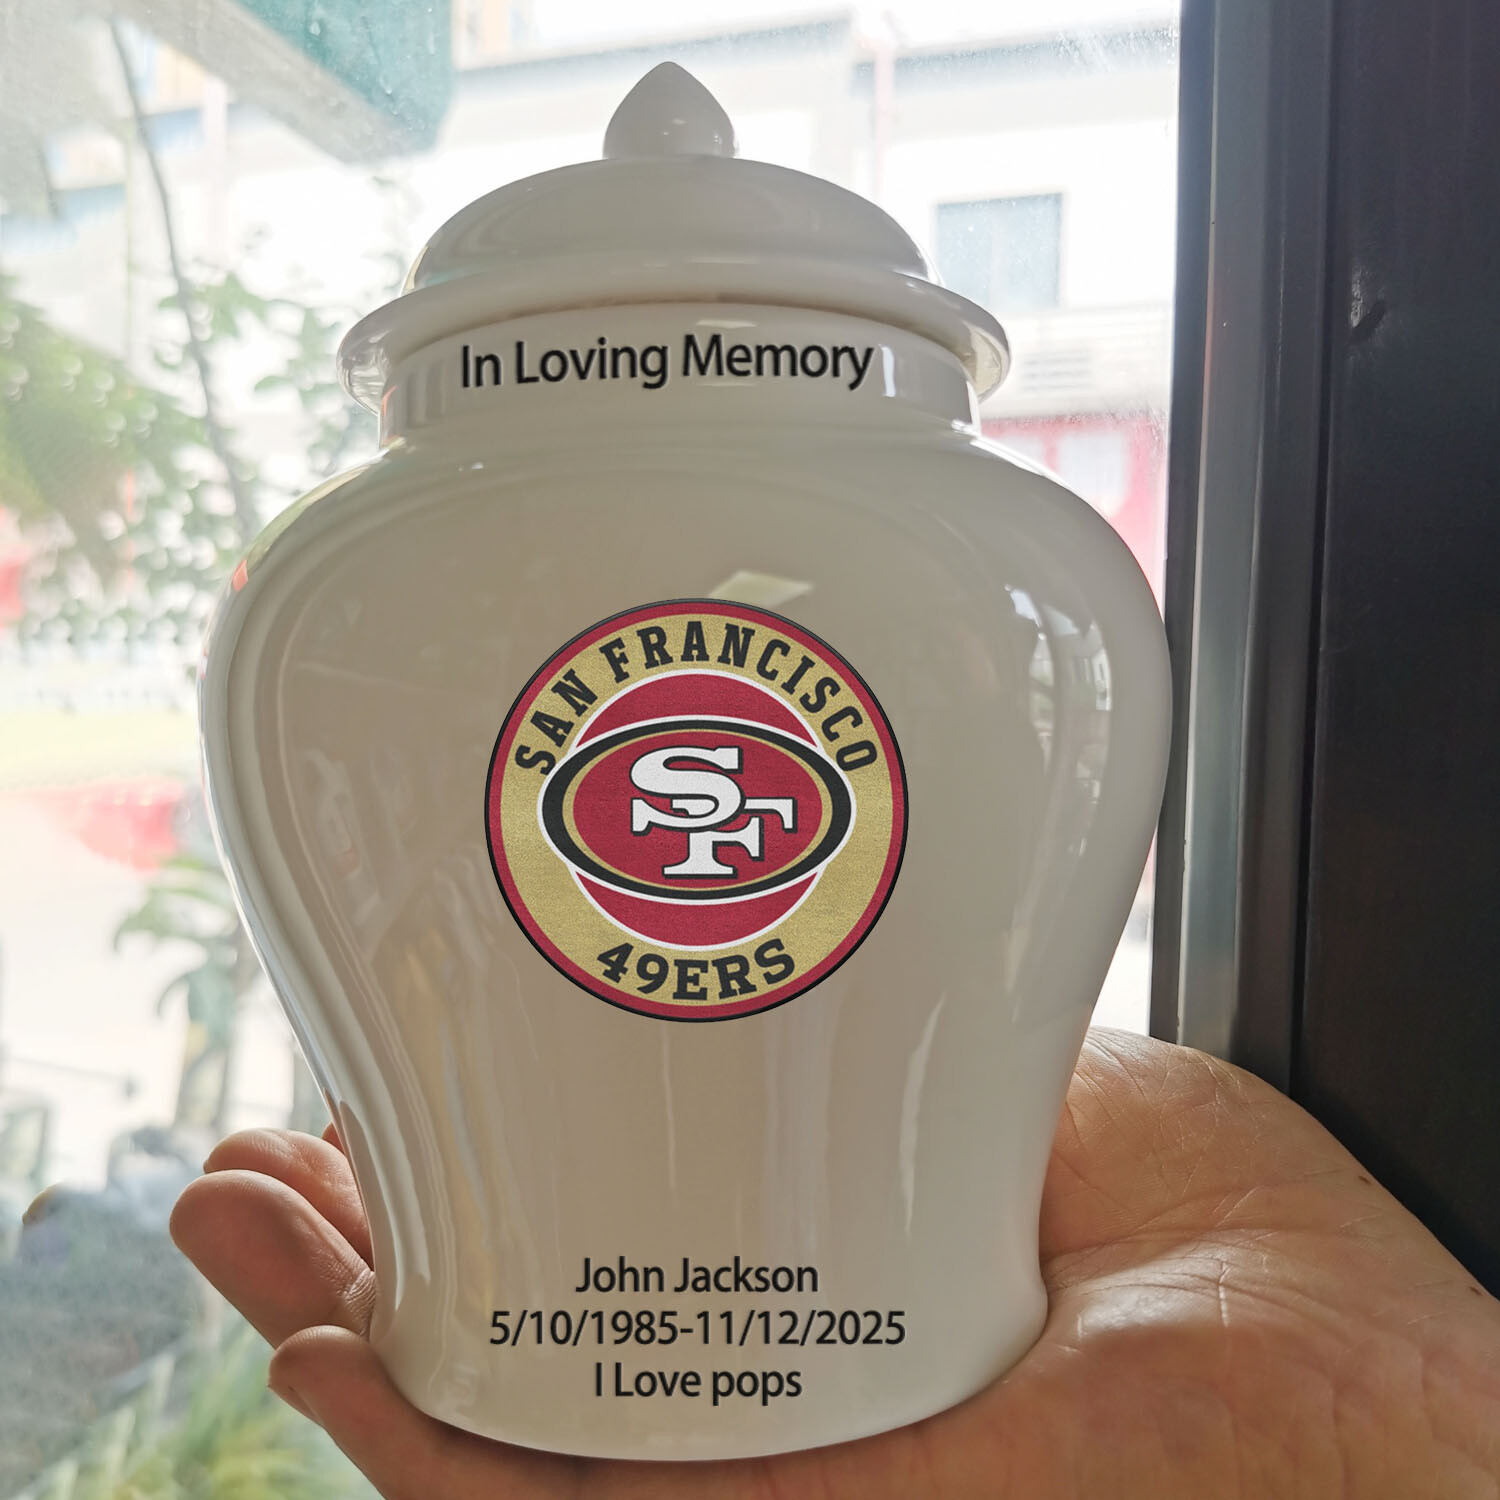 In Loving Memory
SAN FRANCISCO
SF
49ERS
John Jackson
5/10/1985-11/12/2025
I Love pops